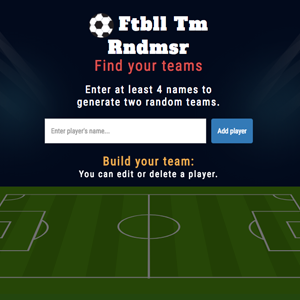 Ftbll Tm
Rndmsr
Find your teams
Enter at least 4 names to
generate two random teams.
Enter player's name...
Add player
Build your team:
You can edit or delete a player.